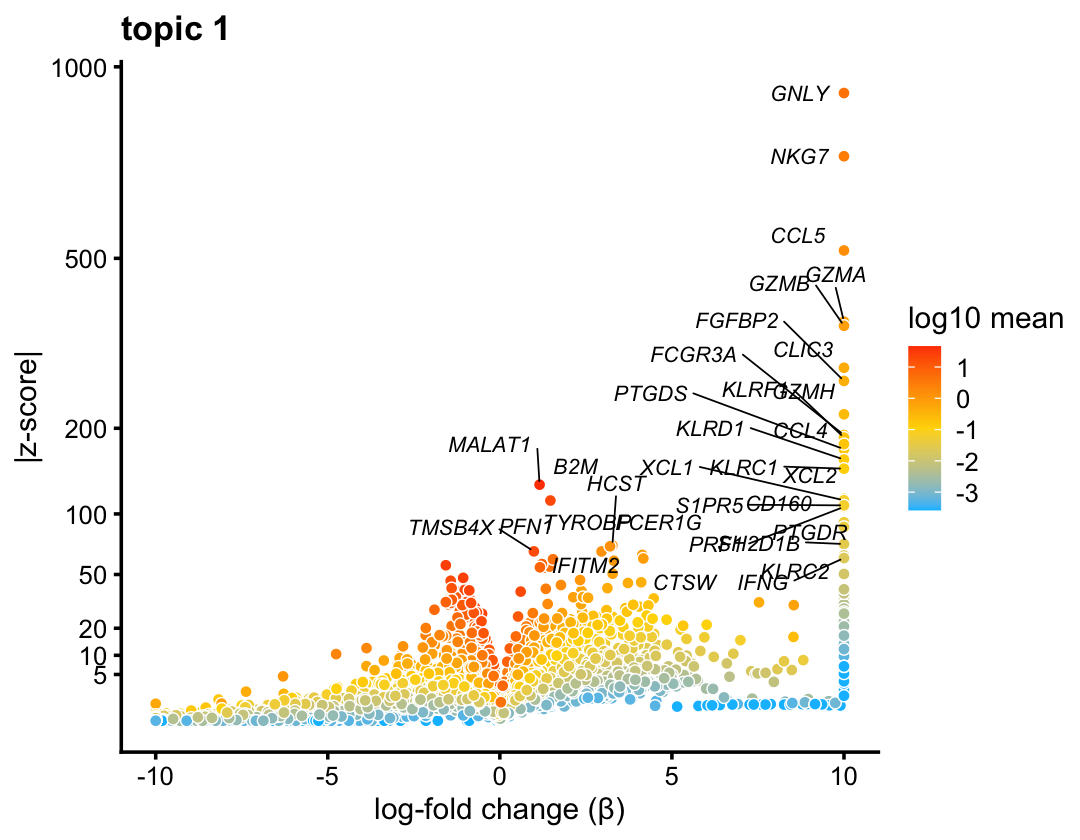 topic 1
1000
500
200
100
50
20
10
5
|z-score|
GNLY
NKG7
CCL5
GZMB
GZMA
FGFBP2
CLIC3
FCGR3A
KLRF1
GZMH
PTGDS
KLRD1
CCL4
MALAT1
B2M
HCST
XCL1
KLRC1
XCL2
S1PR5
CD160
TMSB4X
PFN1
TYROBP
FCER1G
PTGDR
PRF1
SH2D1B
IFITM2
KLRC2
CTSW
IFNG
-10
-5
0
5
10
log-fold change (β)
log10 mean
1
0
-1
-2
-3